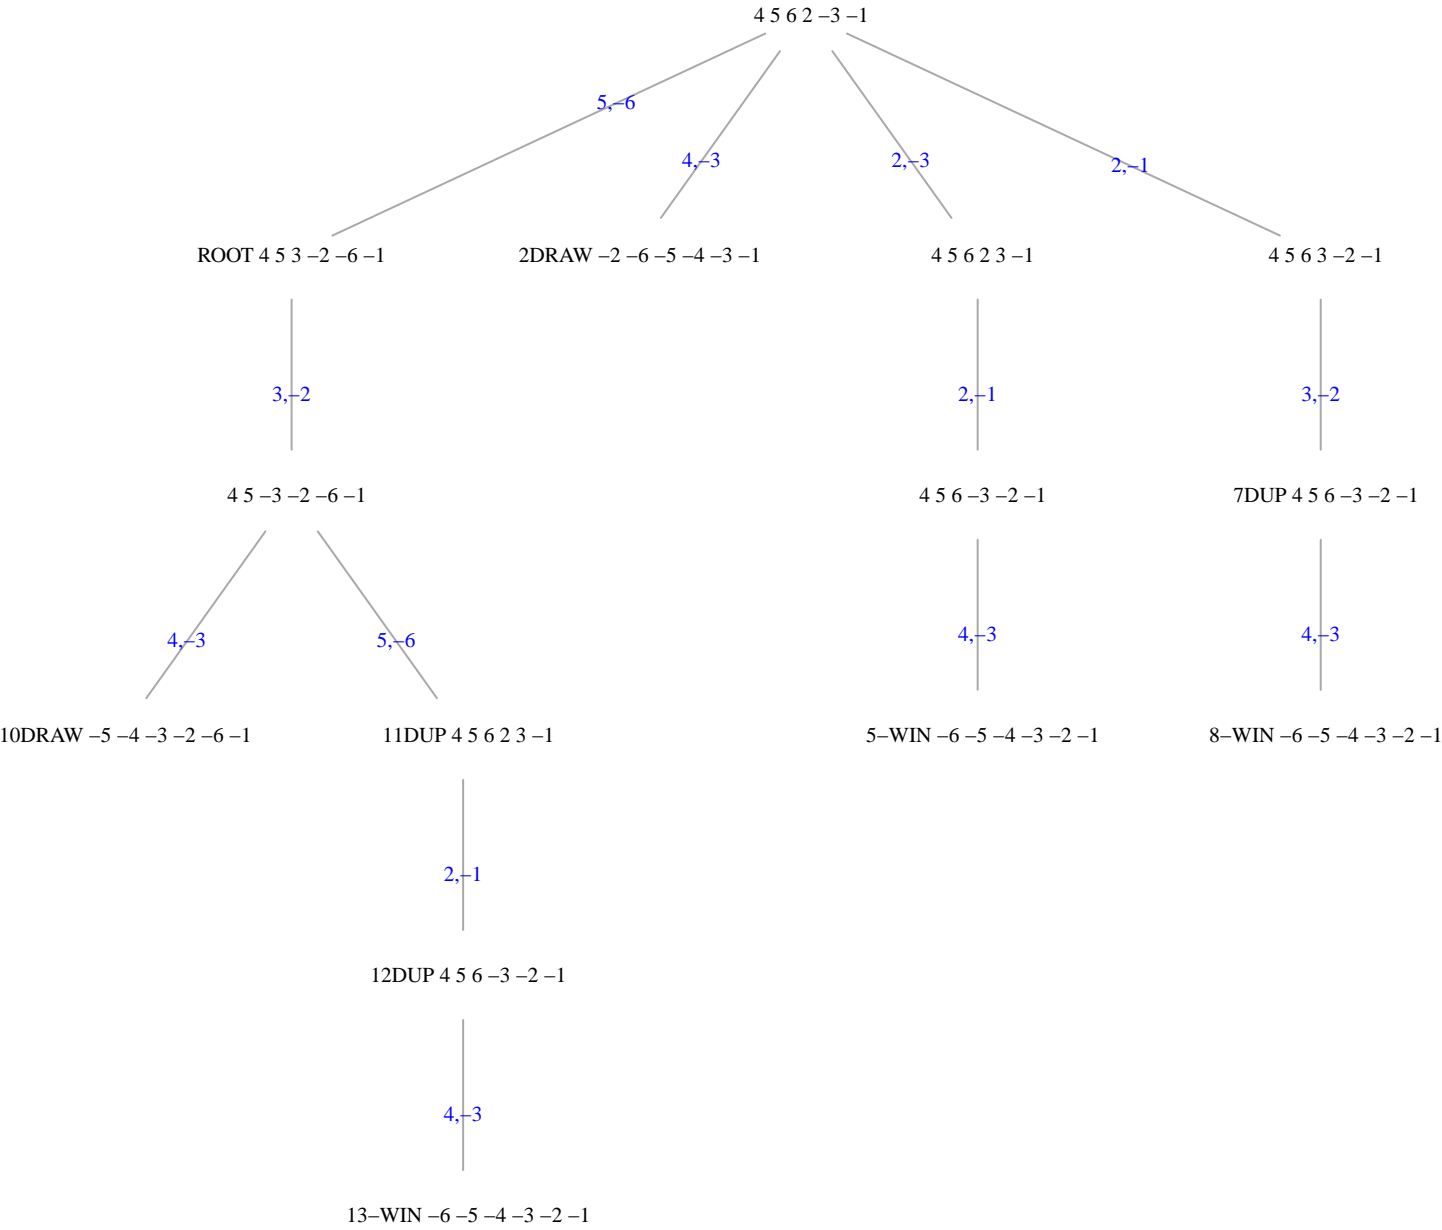 4 5 6 2 –3 –1
5,–6
4,–3
2,–3
2,–1
ROOT 4 5 3 –2 –6 –1
2DRAW –2 –6 –5 –4 –3 –1
4 5 6 2 3 –1
4 5 6 3 –2 –1
3,–2
2,–1
3,–2
4 5 –3 –2 –6 –1
4 5 6 –3 –2 –1
7DUP 4 5 6 –3 –2 –1
4,–3
5,–6
4,–3
4,–3
10DRAW –5 –4 –3 –2 –6 –1
11DUP 4 5 6 2 3 –1
5–WIN –6 –5 –4 –3 –2 –1
8–WIN –6 –5 –4 –3 –2 –1
2,–1
12DUP 4 5 6 –3 –2 –1
4,–3
13–WIN –6 –5 –4 –3 –2 –1